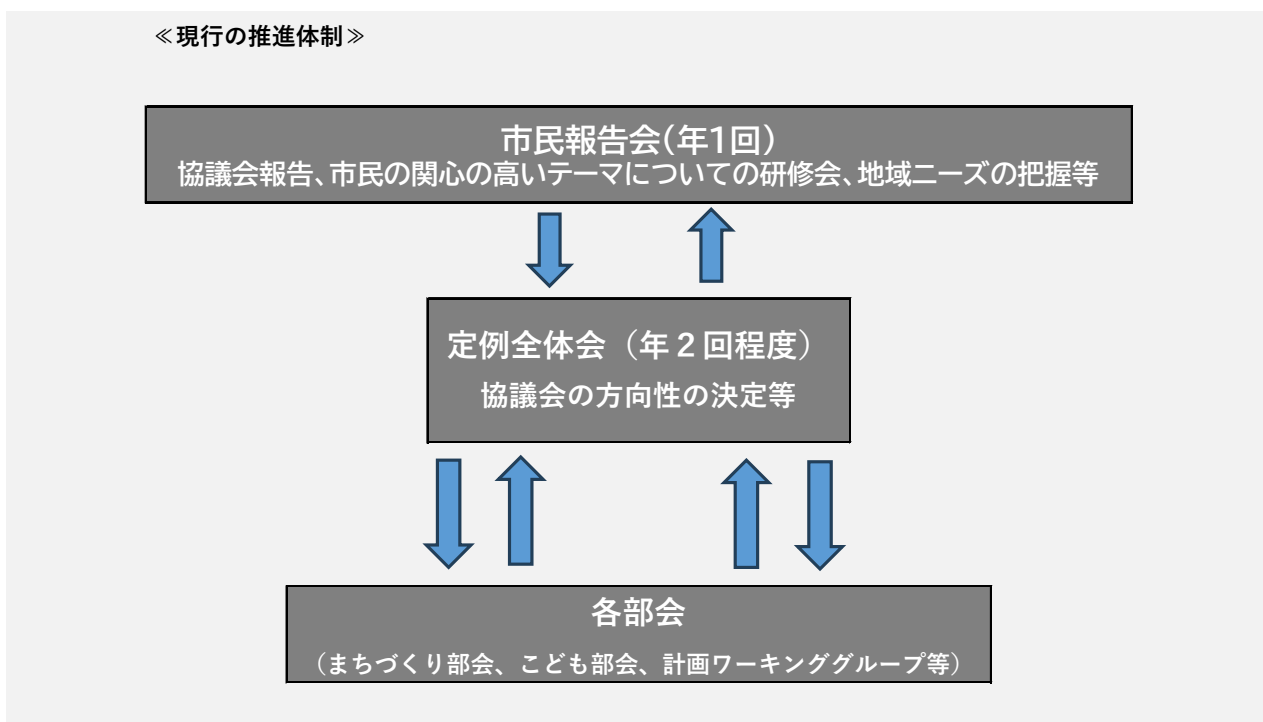 ≪現行の推進体制≫
市民報告会（年1回）
協議会報告、市民の関心の高いテーマについての研修会、地域ニーズの把握等
定例全体会（年２回程度）
協議会の方向性の決定等
各部会
（まちづくり部会、こども部会、計画ワーキンググループ等）